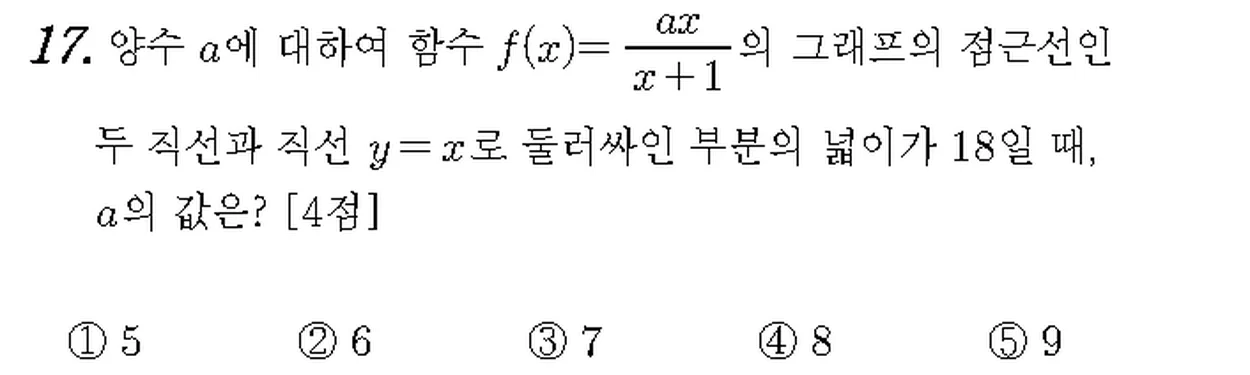 17. 양수 a에 대하여 함수 f(x)= ax/(x+1) 의 그래프의 점근선인
두 직선과 직선 y=x로 둘러싸인 부분의 넓이가 18일 때,
a의 값은? [4점]
① 5 ② 6 ③ 7 ④ 8 ⑤ 9